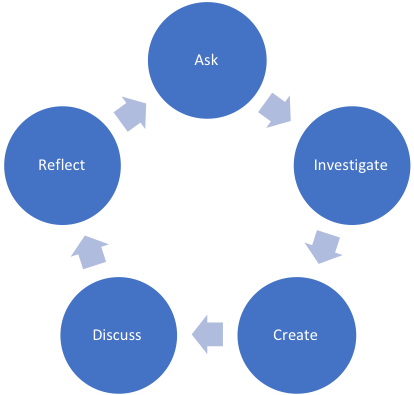 Ask
Investigate
Create
Discuss
Reflect